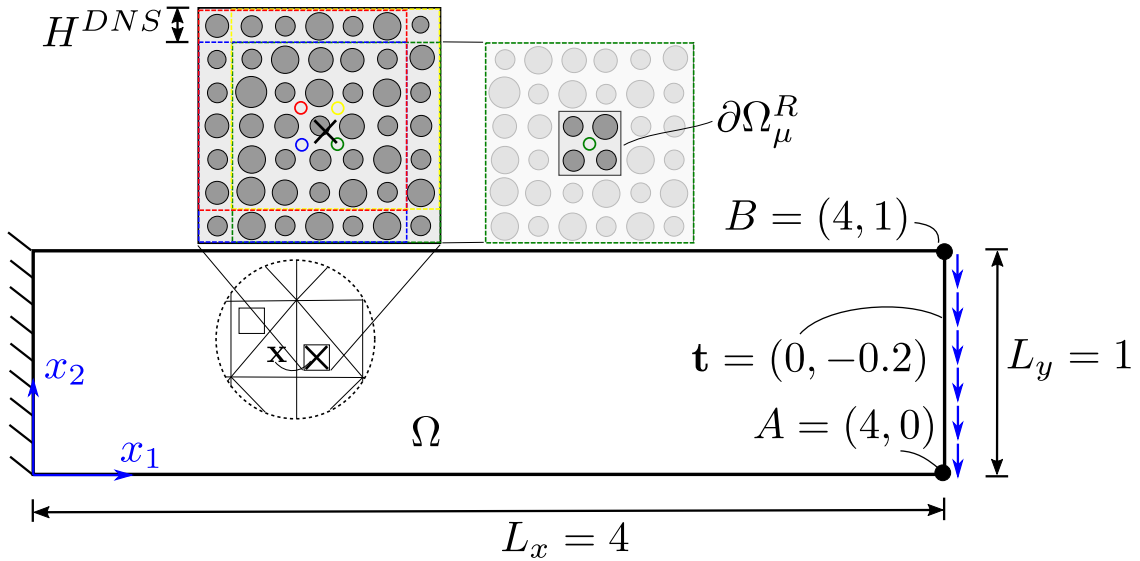 H^{DNS}
∂Ω_μ^R
B = (4, 1)
x_2
x
t = (0, −0.2)
L_y = 1
A = (4, 0)
Ω
x_1
L_x = 4